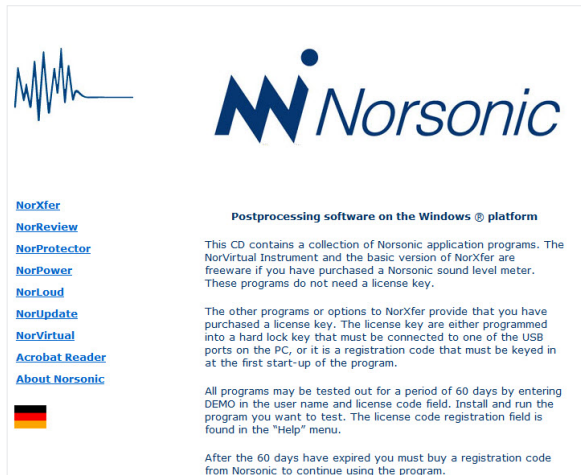 Norsonic
NorXfer
NorReview
NorProtector
NorPower
NorLoud
NorUpdate
NorVirtual
Acrobat Reader
About Norsonic
Postprocessing software on the Windows ® platform
This CD contains a collection of Norsonic application programs. The
NorVirtual Instrument and the basic version of NorXfer are
freeware if you have purchased a Norsonic sound level meter.
These programs do not need a license key.
The other programs or options to NorXfer provide that you have
purchased a license key. The license key are either programmed
into a hard lock key that must be connected to one of the USB
ports on the PC, or it is a registration code that must be keyed in
at the first start-up of the program.
All programs may be tested out for a period of 60 days by entering
DEMO in the user name and license code field. Install and run the
program you want to test. The license code registration field is
found in the "Help" menu.
After the 60 days have expired you must buy a registration code
from Norsonic to continue using the program.